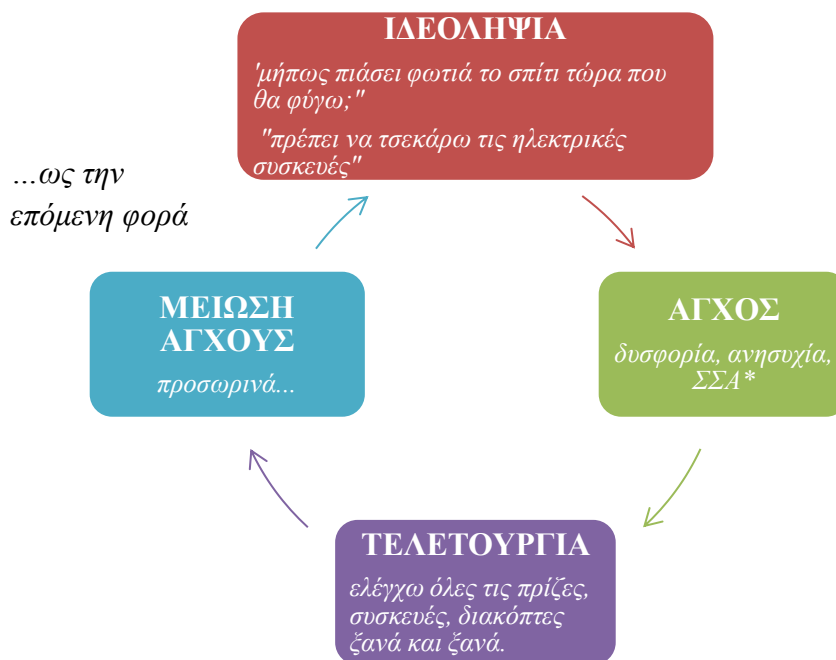 ΙΔΕΟΛΗΨΙΑ
'μήπως πιάσει φωτιά το σπίτι τώρα που
θα φύγω;"
"πρέπει να τσεκάρω τις ηλεκτρικές
συσκευές"
...ως την
επόμενη φορά
ΜΕΙΩΣΗ
ΑΓΧΟΥΣ
προσωρινά...
ΑΓΧΟΣ
δυσφορία, ανησυχία,
ΣΣΑ*
ΤΕΛΕΤΟΥΡΓΙΑ
ελέγχω όλες τις πρίζες,
συσκευές, διακόπτες
ξανά και ξανά.